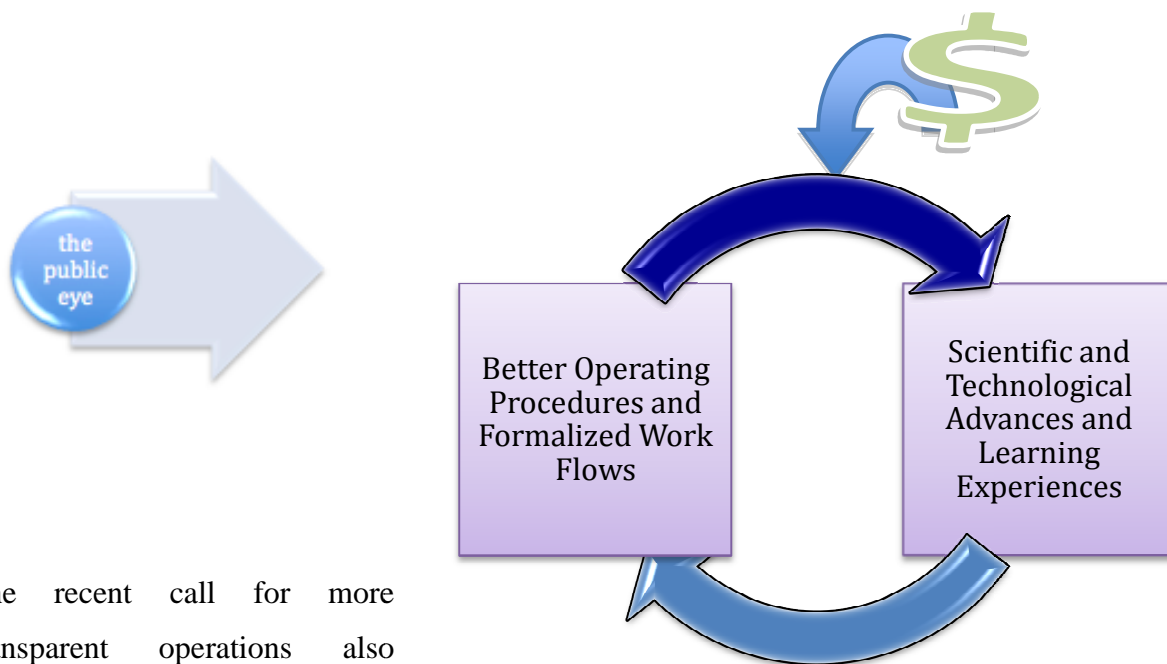 $
the
public
eye
Better Operating
Procedures and
Formalized Work
Flows
Scientific and
Technological
Advances and
Learning
Experiences
recent call for more
operations also